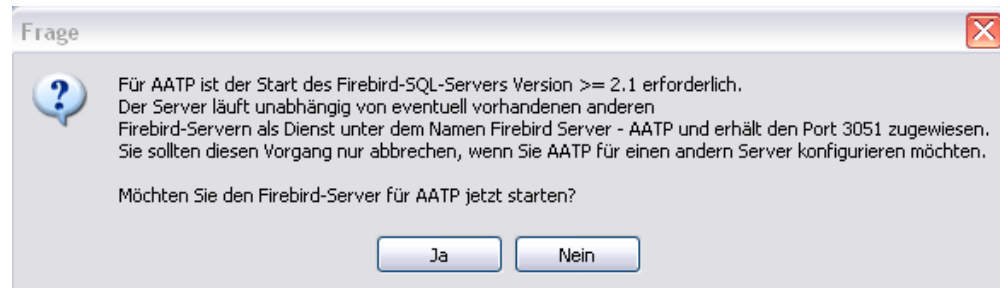 Frage
Für AATP ist der Start des Firebird-SQL-Servers Version >= 2.1 erforderlich.
Der Server läuft unabhängig von eventuell vorhandenen anderen
Firebird-Servern als Dienst unter dem Namen Firebird Server - AATP und erhält den Port 3051 zugewiesen.
Sie sollten diesen Vorgang nur abbrechen, wenn Sie AATP für einen andern Server konfigurieren möchten.
Möchten Sie den Firebird-Server für AATP jetzt starten?
Ja Nein